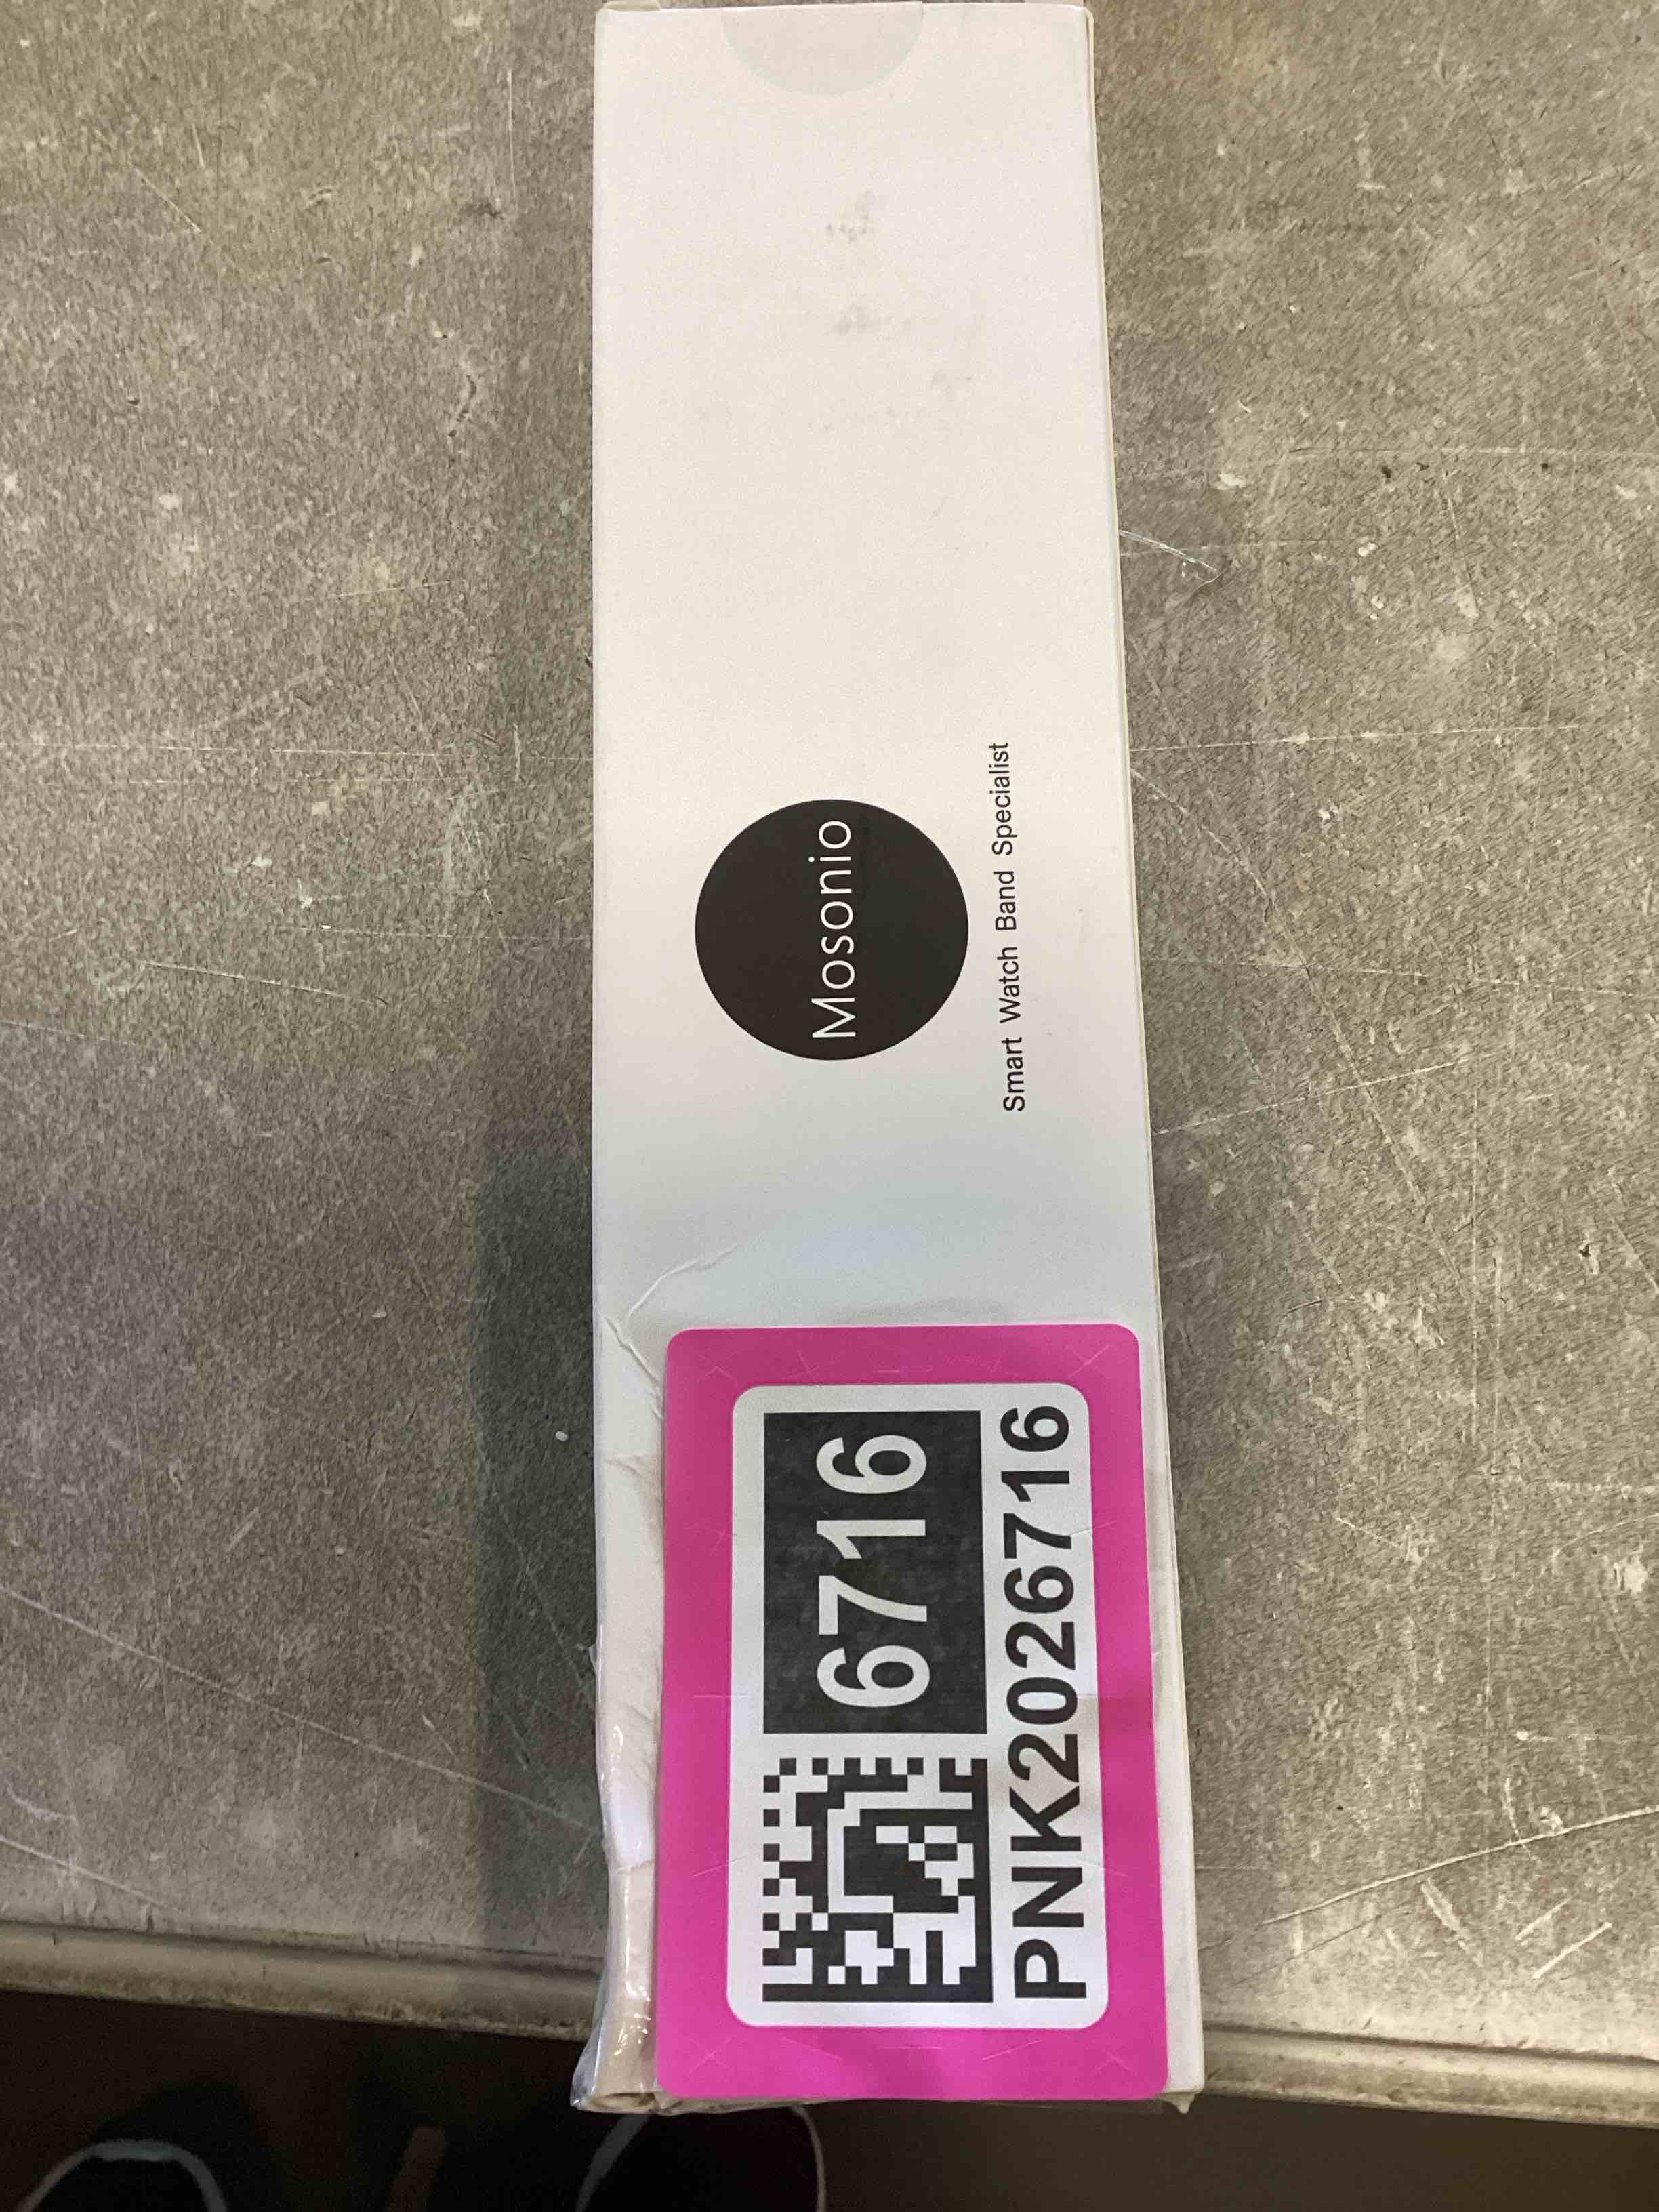 Mosonio
Smart Watch Band Specialist
6716
PNK2026716